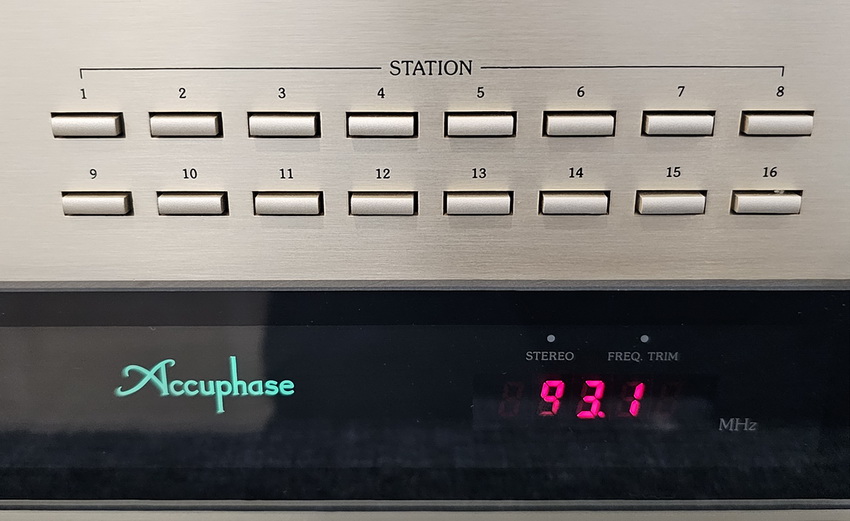 STATION
1 2 3 4 5 6 7 8
9 10 11 12 13 14 15 16
STEREO FREQ. TRIM
Accuphase 93.1
MHz